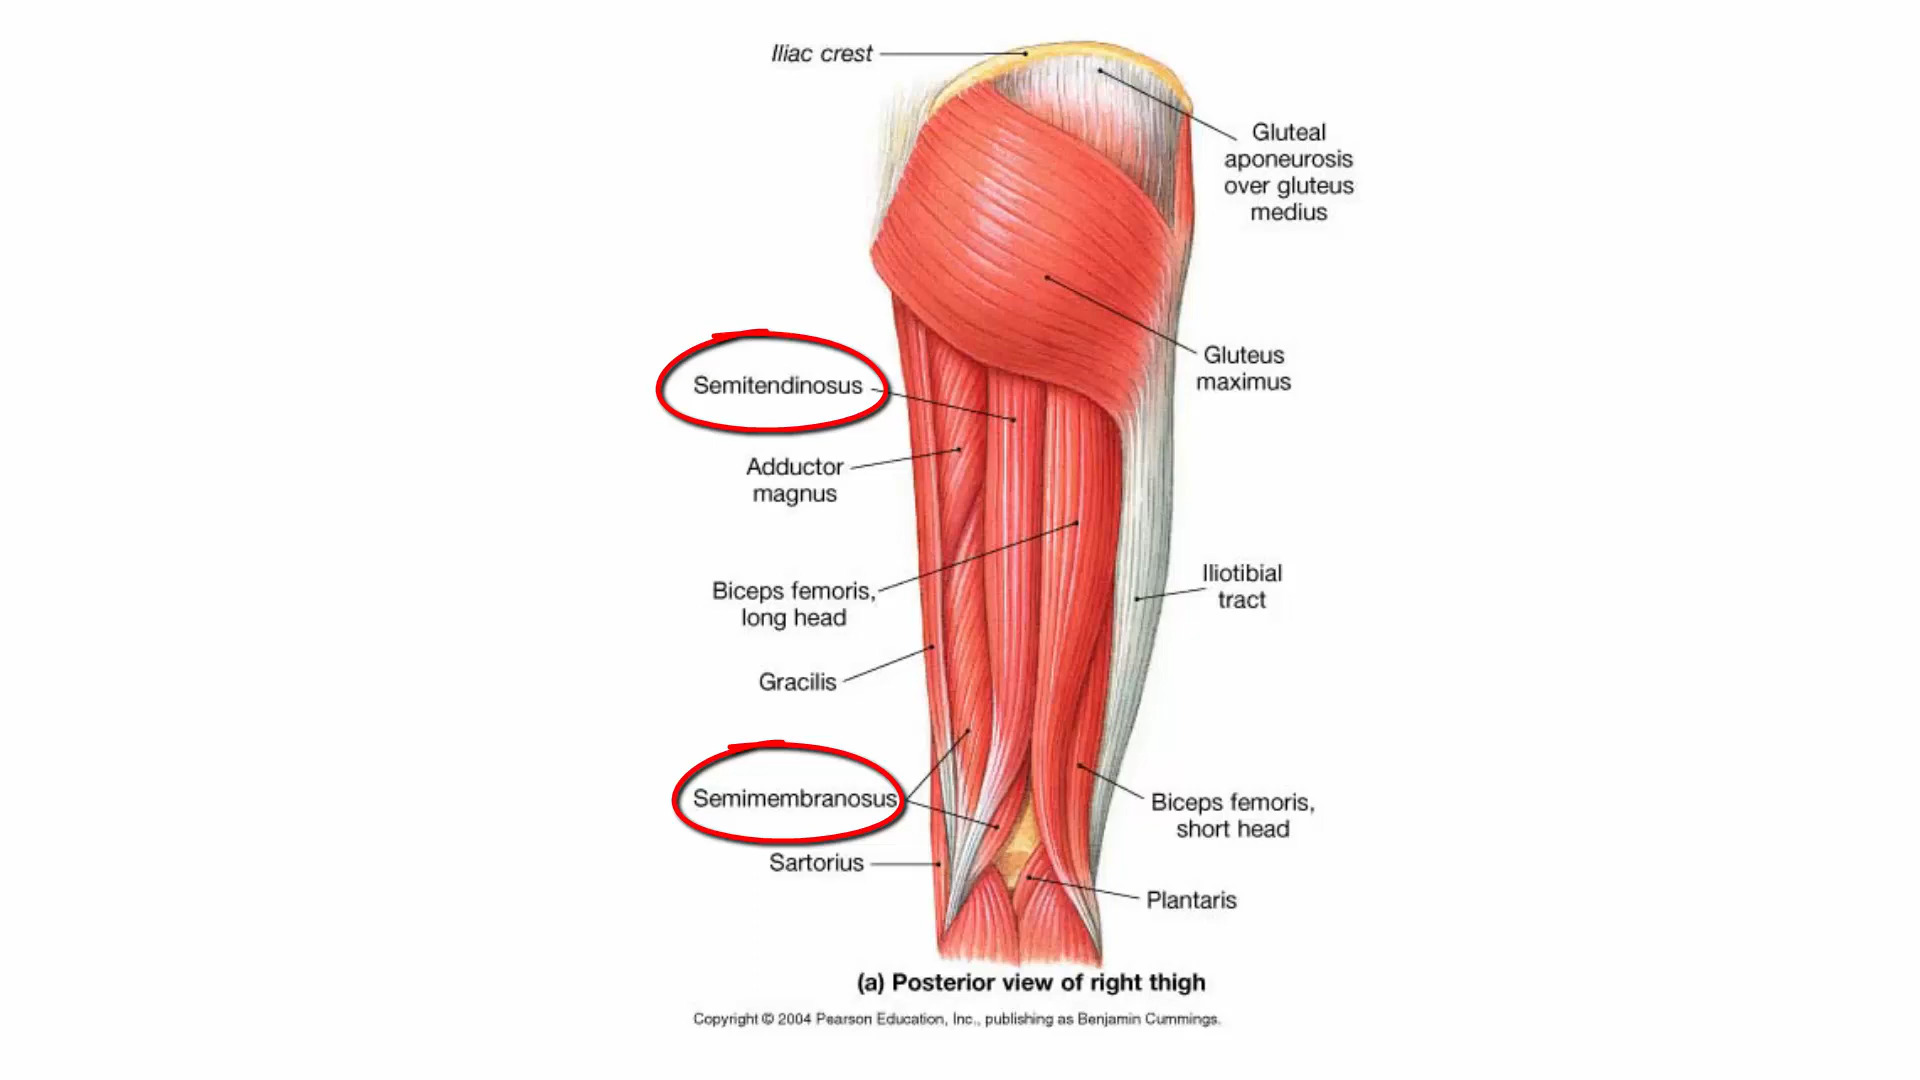 Iliac crest
Gluteal
aponeurosis
over gluteus
medius
Gluteus
maximus
Semitendinosus
Adductor
magnus
Biceps femoris,
long head
Iliotibial
tract
Gracilis
Semimembranosus
Biceps femoris,
short head
Sartorius
Plantaris
(a) Posterior view of right thigh
Copyright © 2004 Pearson Education, Inc., publishing as Benjamin Cummings.